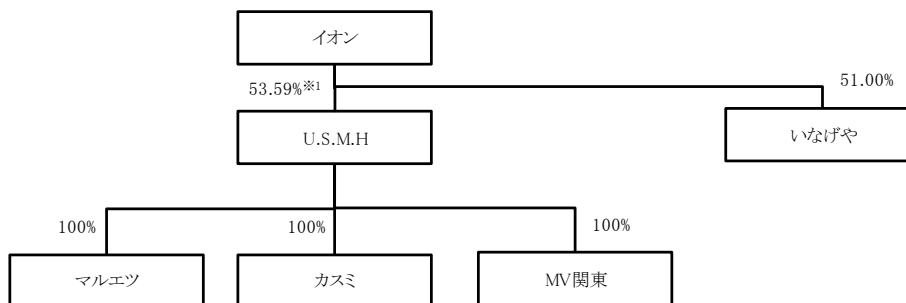 イオン
53.59%※1
51.00%
U.S.M.H
いなげや
100%
100%
100%
マルエツ
カスミ
MV関東